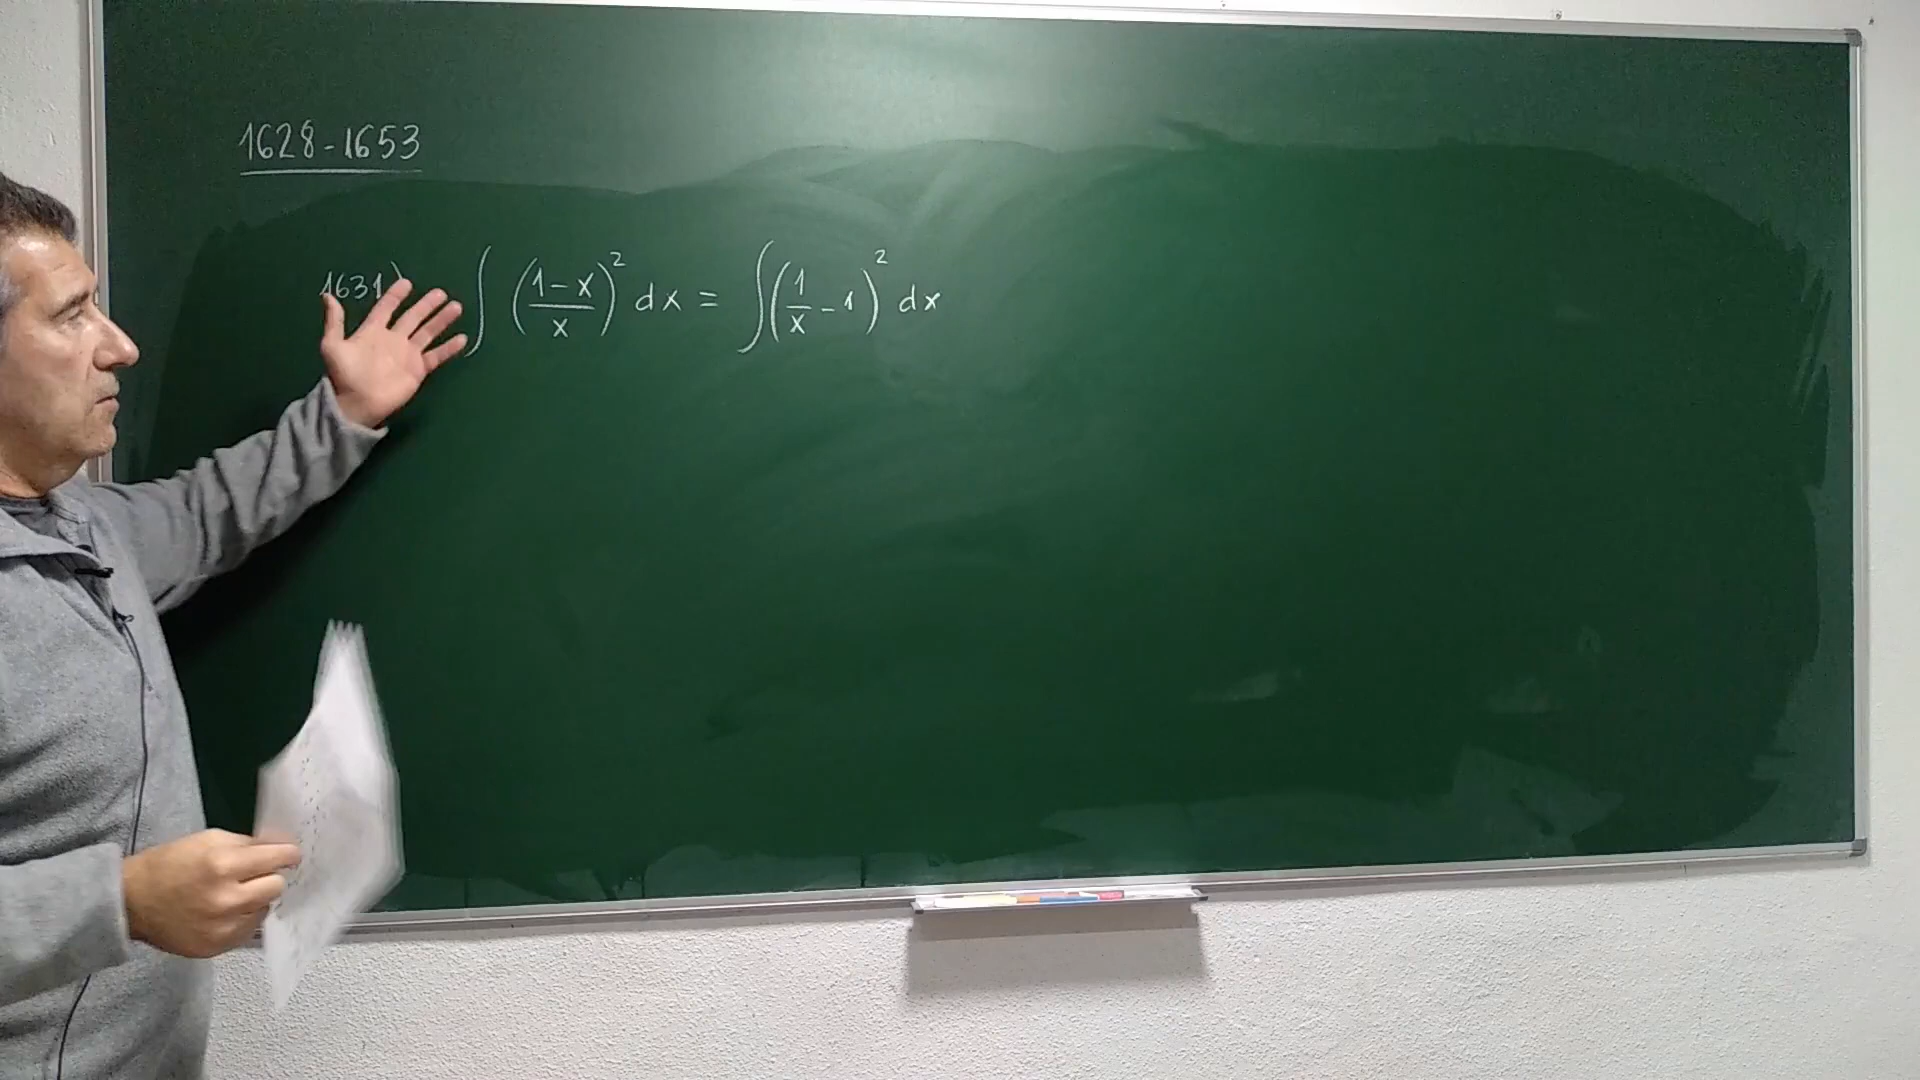 1628-1653
1631) ∫ ((1-x)/x)² dx = ∫ (1/x - 1)² dx